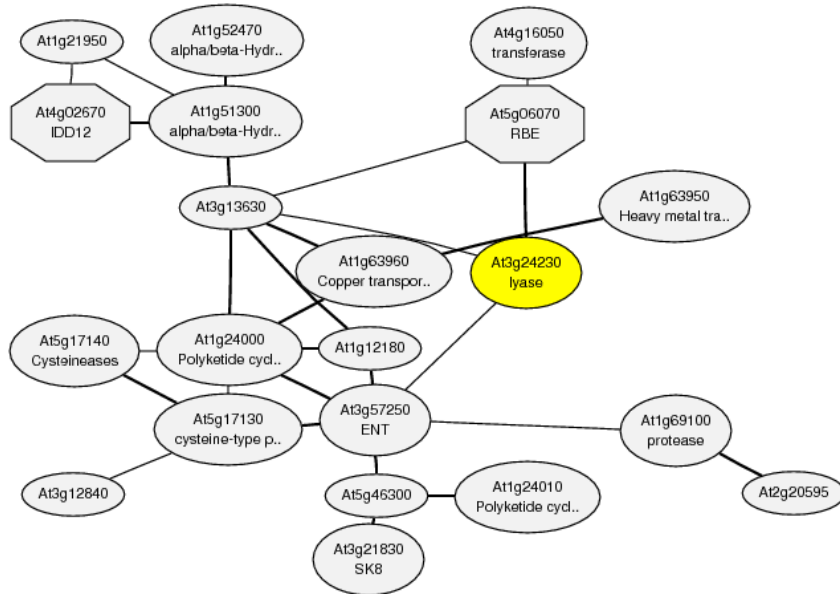 At1g52470
alpha/beta-Hydr..
At4g16050
transferase
At1g21950
At4g02670
IDD12
At1g51300
alpha/beta-Hydr..
At5g06070
RBE
At3g13630
At1g63950
Heavy metal tra..
At1g63960
Copper transpor..
At3g24230
lyase
At5g17140
Cysteineases
At1g24000
Polyketide cycl..
At1g12180
At5g17130
cysteine-type p..
At3g57250
ENT
At1g69100
protease
At3g12840
At5g46300
At1g24010
Polyketide cycl..
At2g20595
At3g21830
SK8